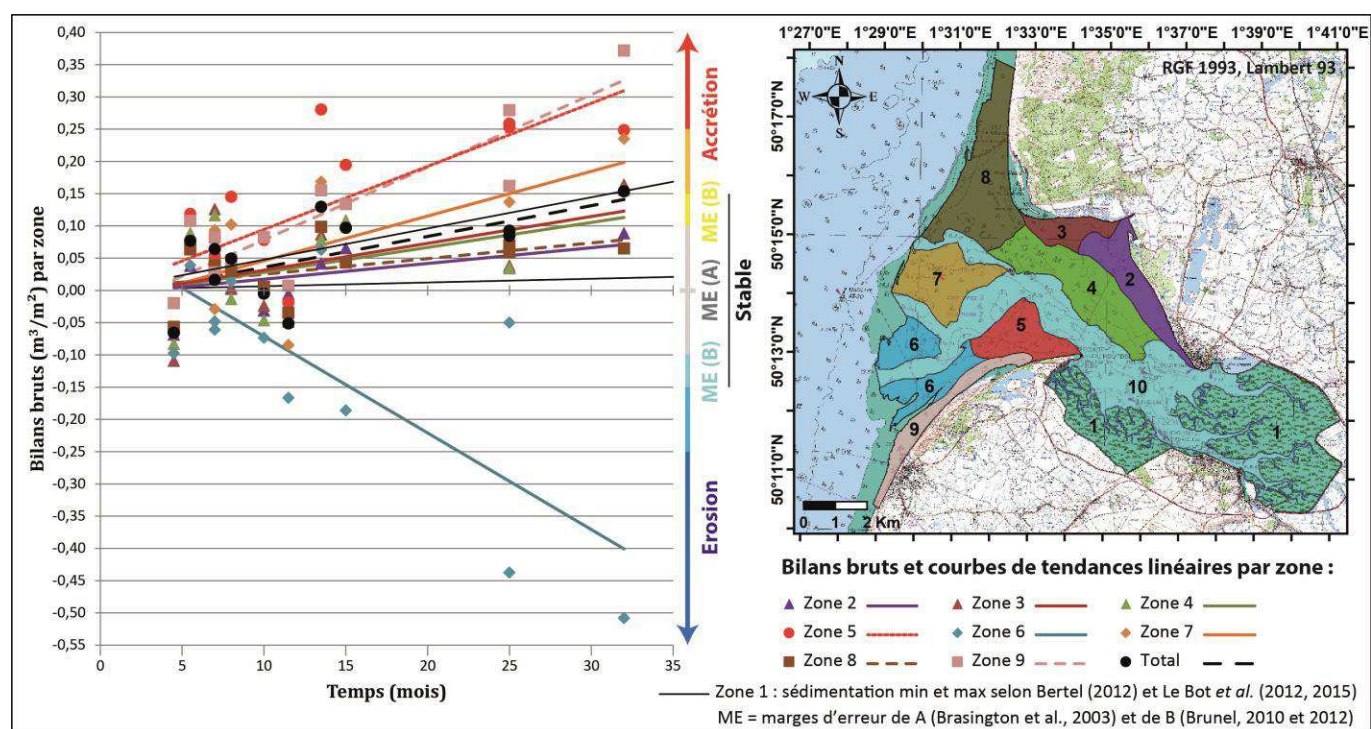 0,40
0,35
0,30
0,25
0,20
0,15
0,10
0,05
0,00
-0,05
-0,10
-0,15
-0,20
-0,25
-0,30
-0,35
-0,40
-0,45
-0,50
-0,55
Bilans bruts (m³/m²) par zone
0 5 10 15 20 25 30 35
Temps (mois)
Accrétion
ME (B)
ME (A)
ME (B)
Stable
Erosion
1°27'0"E 1°29'0"E 1°31'0"E 1°33'0"E 1°35'0"E 1°37'0"E 1°39'0"E 1°41'0"E
50°17'0"N
50°15'0"N
50°13'0"N
50°11'0"N
RGF 1993, Lambert 93
N
W E
S
8
3
2
7
4
5
6
6
10
9
1
1
0 1 2 Km
Bilans bruts et courbes de tendances linéaires par zone :
Zone 2 Zone 3 Zone 4
Zone 5 Zone 6 Zone 7
Zone 8 Zone 9 Total
Zone 1 : sédimentation min et max selon Bertel (2012) et Le Bot et al. (2012, 2015)
ME = marges d'erreur de A (Brasington et al., 2003) et de B (Brunel, 2010 et 2012)